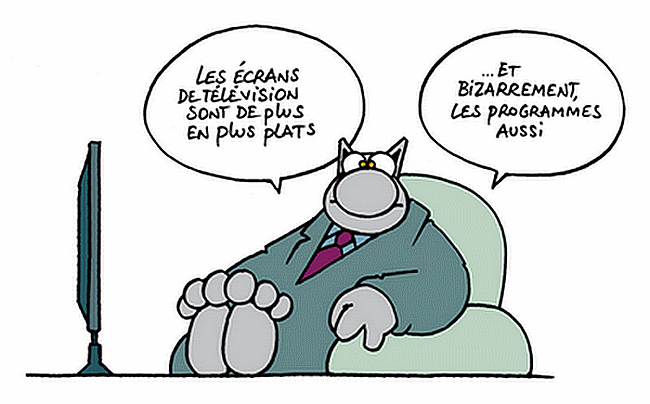 LES ÉCRANS
DE TÉLÉVISION
SONT DE PLUS
EN PLUS PLATS
...ET
BIZARREMENT,
LES PROGRAMMES
AUSSI